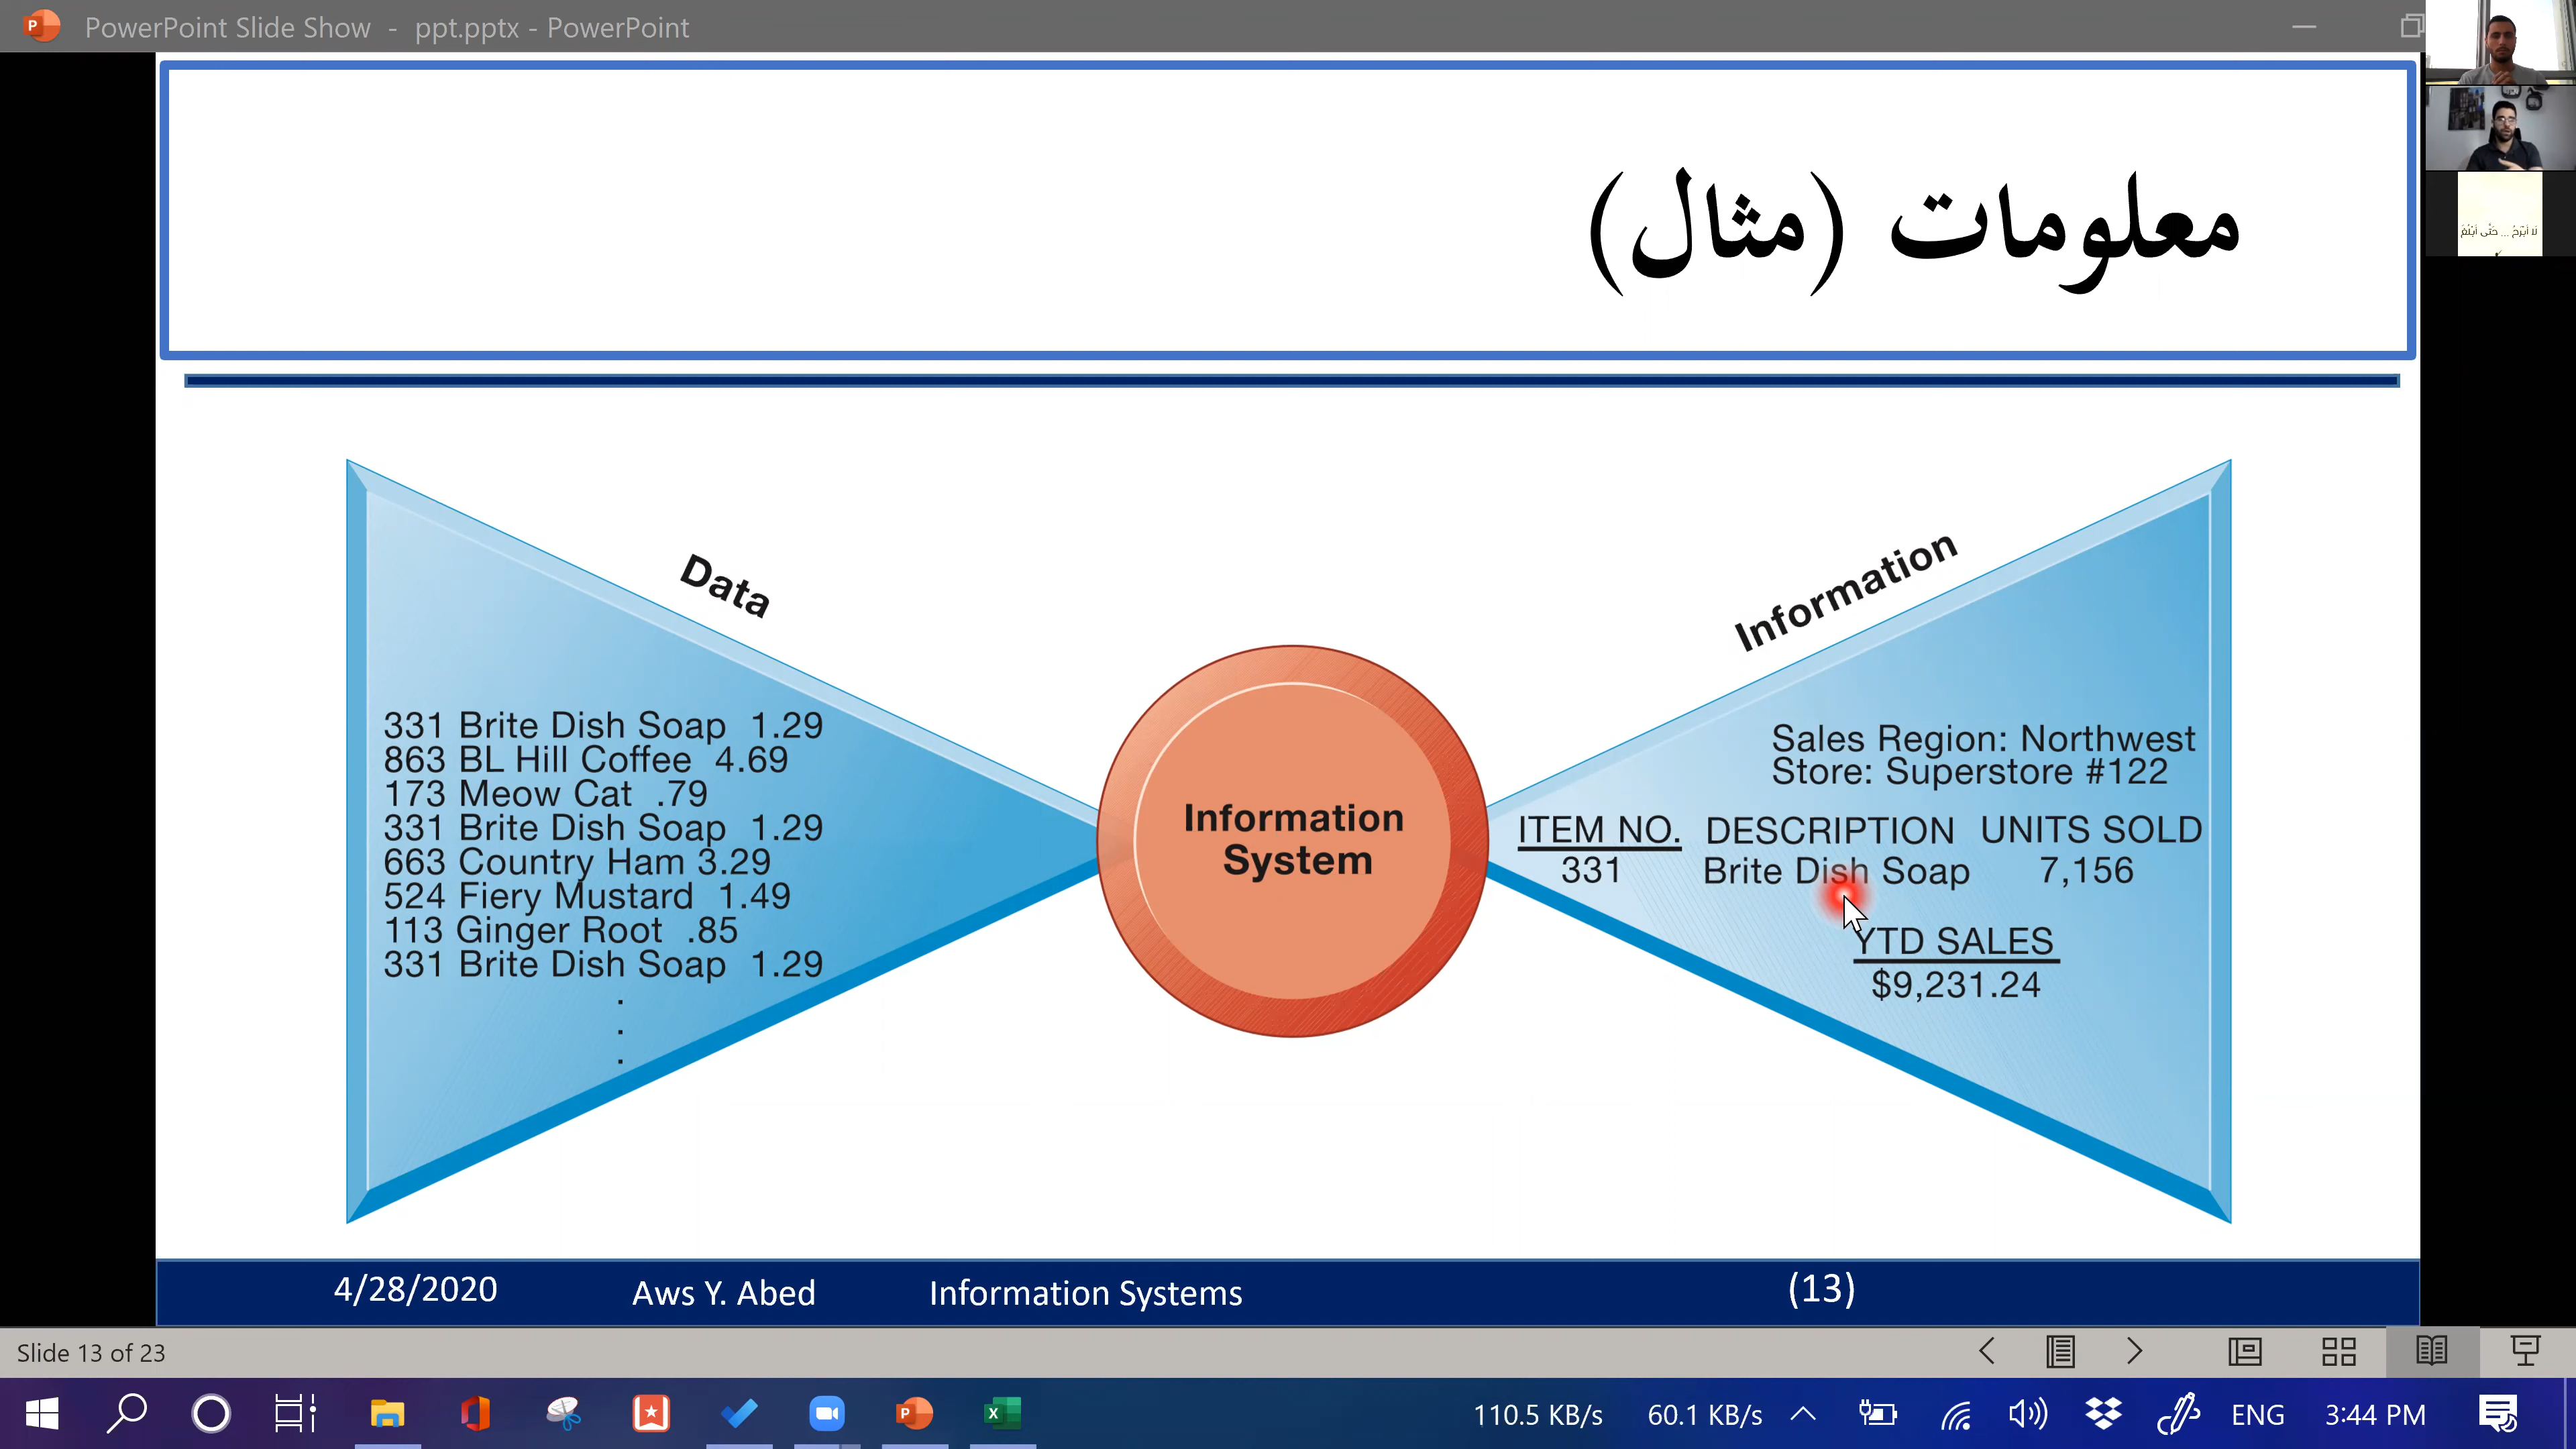 PowerPoint Slide Show - ppt.pptx - PowerPoint
معلومات (مثال)
لا أبرح ... حتى أبلغ
Data
331 Brite Dish Soap 1.29
863 BL Hill Coffee 4.69
173 Meow Cat .79
331 Brite Dish Soap 1.29
663 Country Ham 3.29
524 Fiery Mustard 1.49
113 Ginger Root .85
331 Brite Dish Soap 1.29
.
.
.
Information
System
Information
Sales Region: Northwest
Store: Superstore #122
ITEM NO. DESCRIPTION UNITS SOLD
331 Brite Dish Soap 7,156
YTD SALES
$9,231.24
4/28/2020 Aws Y. Abed Information Systems (13)
Slide 13 of 23
110.5 KB/s 60.1 KB/s ENG 3:44 PM